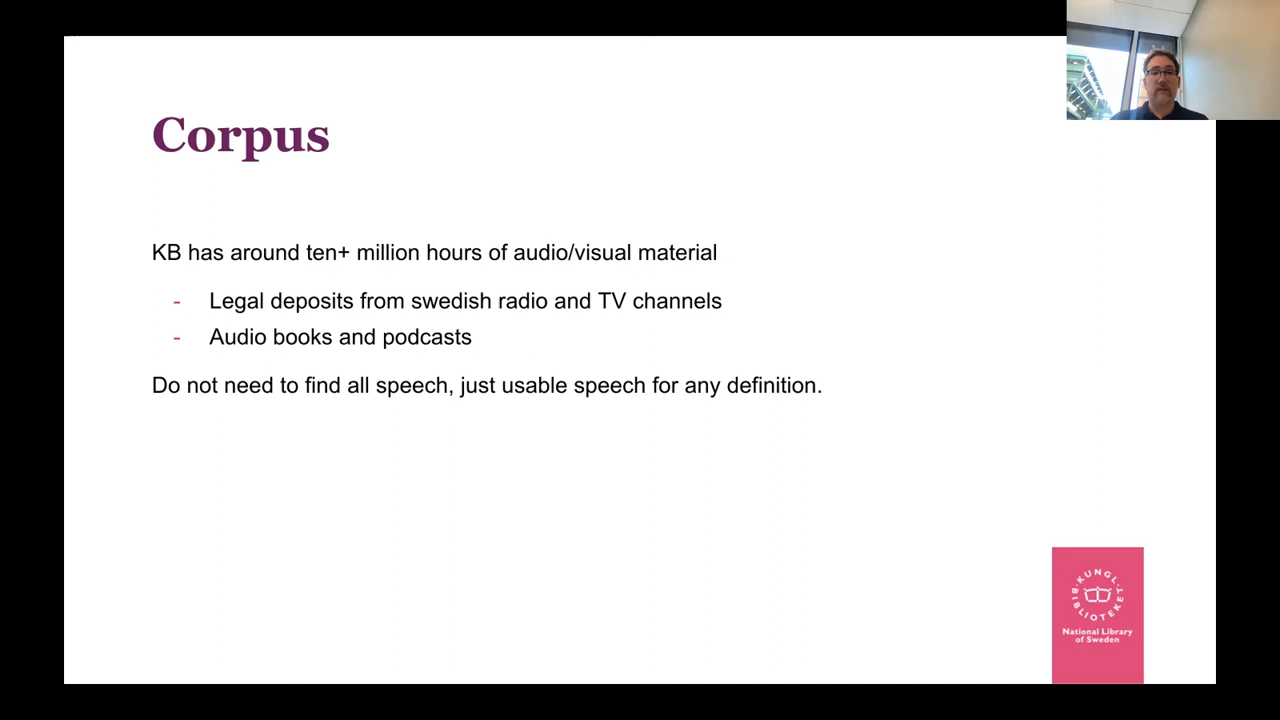 Corpus
KB has around ten+ million hours of audio/visual material
- Legal deposits from swedish radio and TV channels
- Audio books and podcasts
Do not need to find all speech, just usable speech for any definition.
KUNGL.
BIBLIOTEKET
National Library
of Sweden